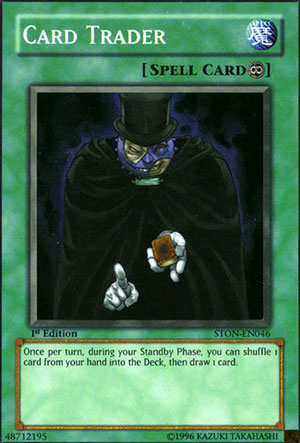 CARD TRADER
魔
[SPELL CARD∞]
1st Edition
STON-EN046
Once per turn, during your Standby Phase, you can shuffle 1
card from your hand into the Deck, then draw 1 card.
48712195
©1996 KAZUKI TAKAHASHI